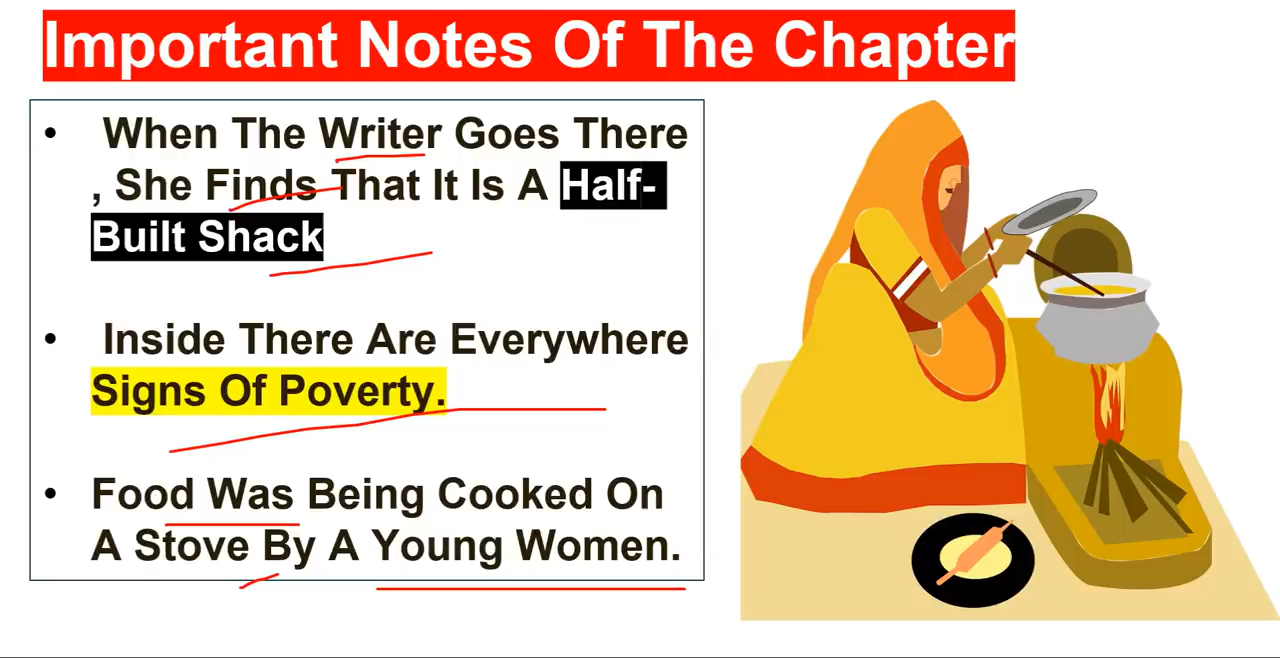 Important Notes Of The Chapter
• When The Writer Goes There
, She Finds That It Is A Half-
Built Shack
• Inside There Are Everywhere
Signs Of Poverty.
• Food Was Being Cooked On
A Stove By A Young Women.